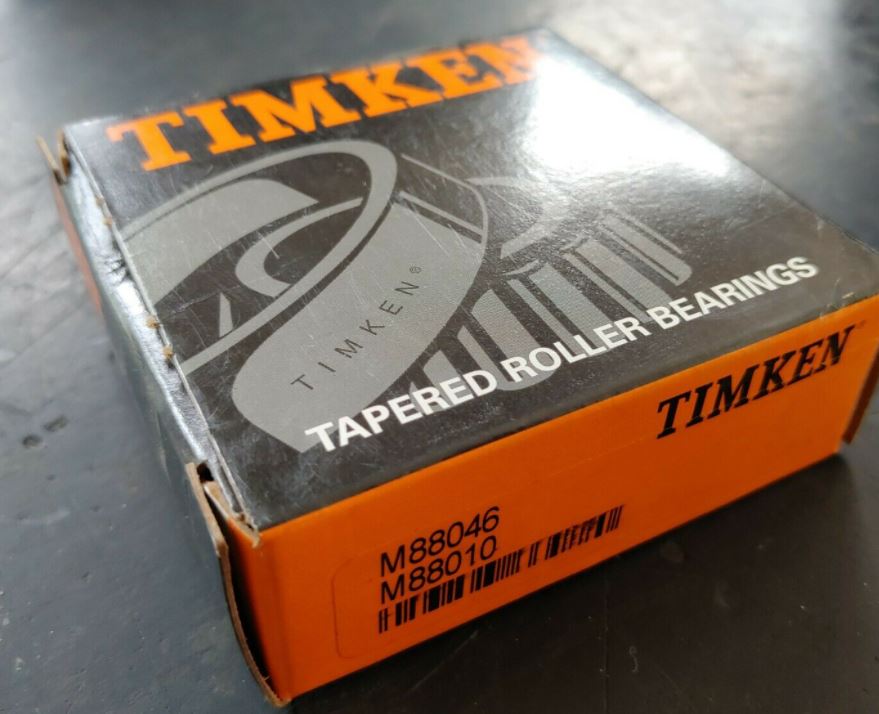 TIMKEN
TIMKEN®
TAPERED ROLLER BEARINGS
TIMKEN
M88046
M88010